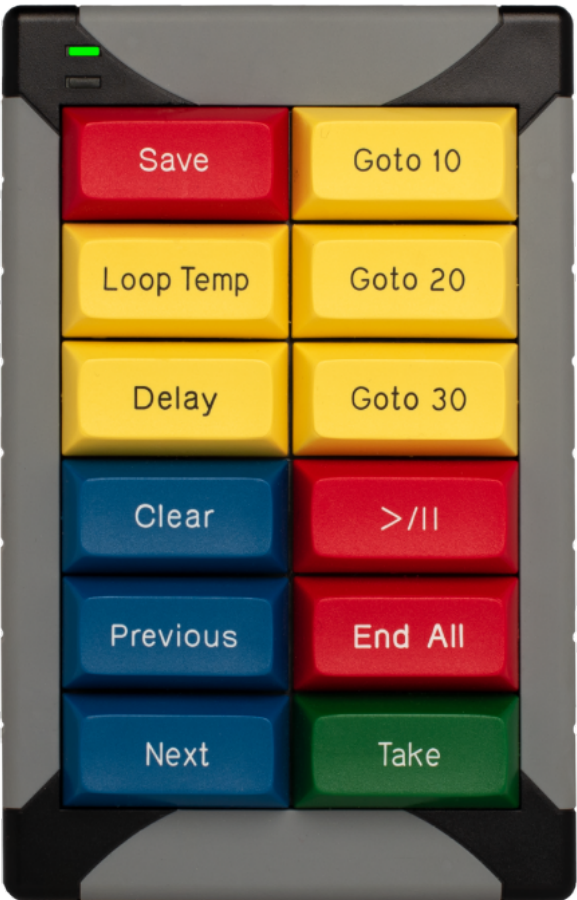 Save
Goto 10
Loop Temp
Goto 20
Delay
Goto 30
Clear
>/II
Previous
End All
Next
Take